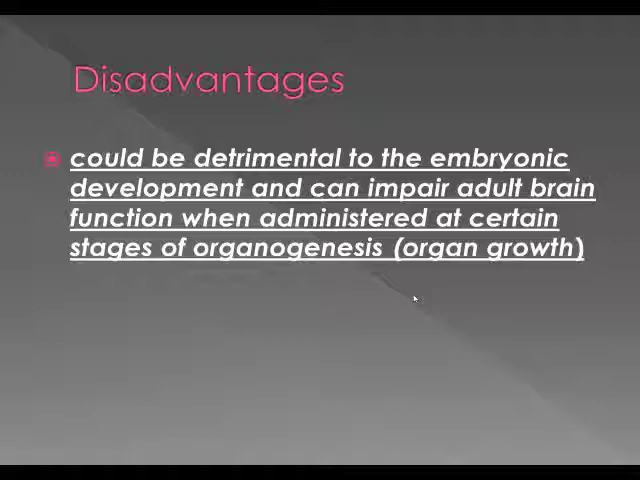 Disadvantages
could be detrimental to the embryonic
development and can impair adult brain
function when administered at certain
stages of organogenesis (organ growth)